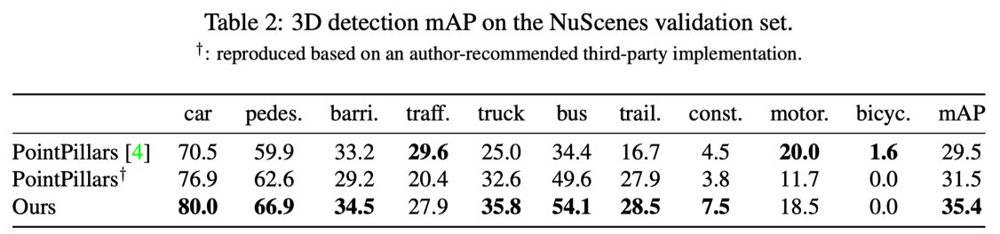 Table 2: 3D detection mAP on the NuScenes validation set.
†: reproduced based on an author-recommended third-party implementation.
car pedes. barri. traff. truck bus trail. const. motor. bicyc. mAP
PointPillars [4] 70.5 59.9 33.2 29.6 25.0 34.4 16.7 4.5 20.0 1.6 29.5
PointPillars† 76.9 62.6 29.2 20.4 32.6 49.6 27.9 3.8 11.7 0.0 31.5
Ours 80.0 66.9 34.5 27.9 35.8 54.1 28.5 7.5 18.5 0.0 35.4